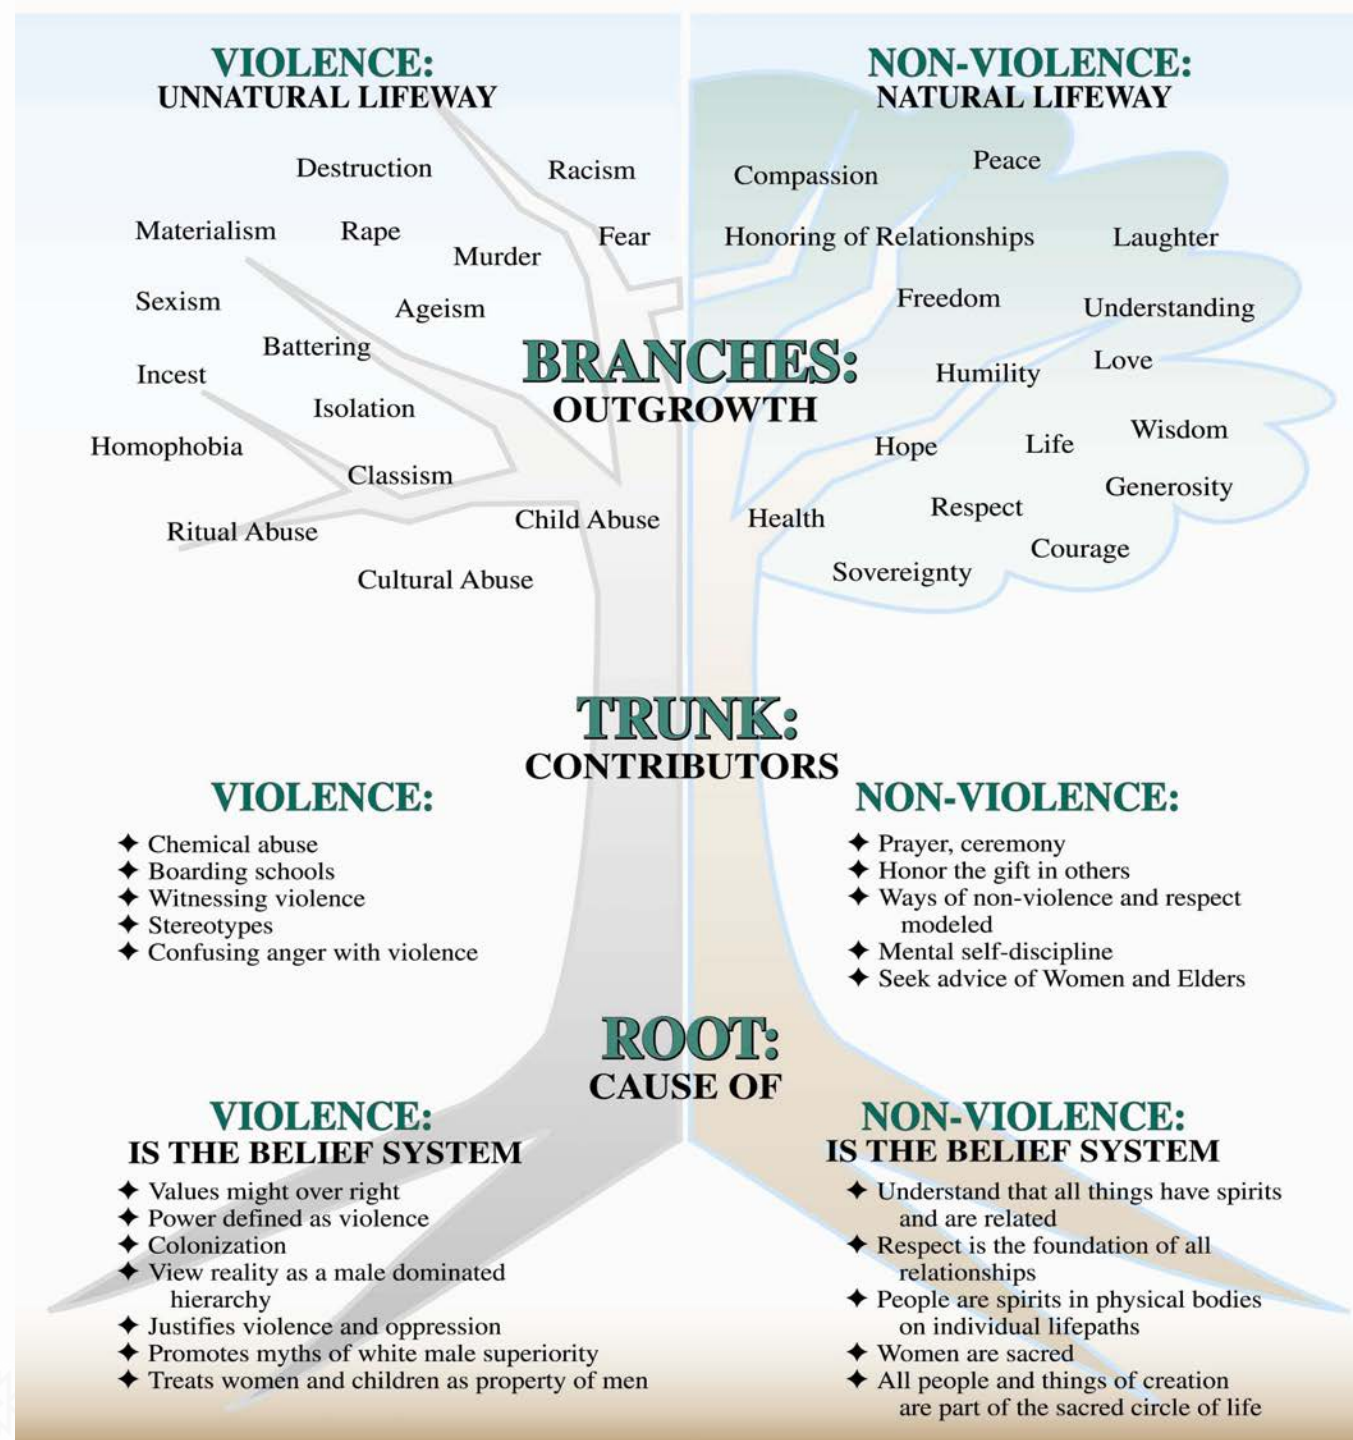 VIOLENCE:
UNNATURAL LIFEWAY
Destruction
Racism
Materialism
Rape
Fear
Murder
Sexism
Ageism
Battering
Incest
Isolation
Homophobia
Classism
Ritual Abuse
Child Abuse
Cultural Abuse
NON-VIOLENCE:
NATURAL LIFEWAY
Peace
Compassion
Honoring of Relationships
Laughter
Freedom
Understanding
Love
Humility
Wisdom
Hope
Life
Generosity
Respect
Health
Courage
Sovereignty
BRANCHES:
OUTGROWTH
TRUNK:
CONTRIBUTORS
VIOLENCE:
✦ Chemical abuse
✦ Boarding schools
✦ Witnessing violence
✦ Stereotypes
✦ Confusing anger with violence
NON-VIOLENCE:
✦ Prayer, ceremony
✦ Honor the gift in others
✦ Ways of non-violence and respect
modeled
✦ Mental self-discipline
✦ Seek advice of Women and Elders
ROOT:
CAUSE OF
VIOLENCE:
IS THE BELIEF SYSTEM
✦ Values might over right
✦ Power defined as violence
✦ Colonization
✦ View reality as a male dominated
hierarchy
✦ Justifies violence and oppression
✦ Promotes myths of white male superiority
✦ Treats women and children as property of men
NON-VIOLENCE:
IS THE BELIEF SYSTEM
✦ Understand that all things have spirits
and are related
✦ Respect is the foundation of all
relationships
✦ People are spirits in physical bodies
on individual lifepaths
✦ Women are sacred
✦ All people and things of creation
are part of the sacred circle of life